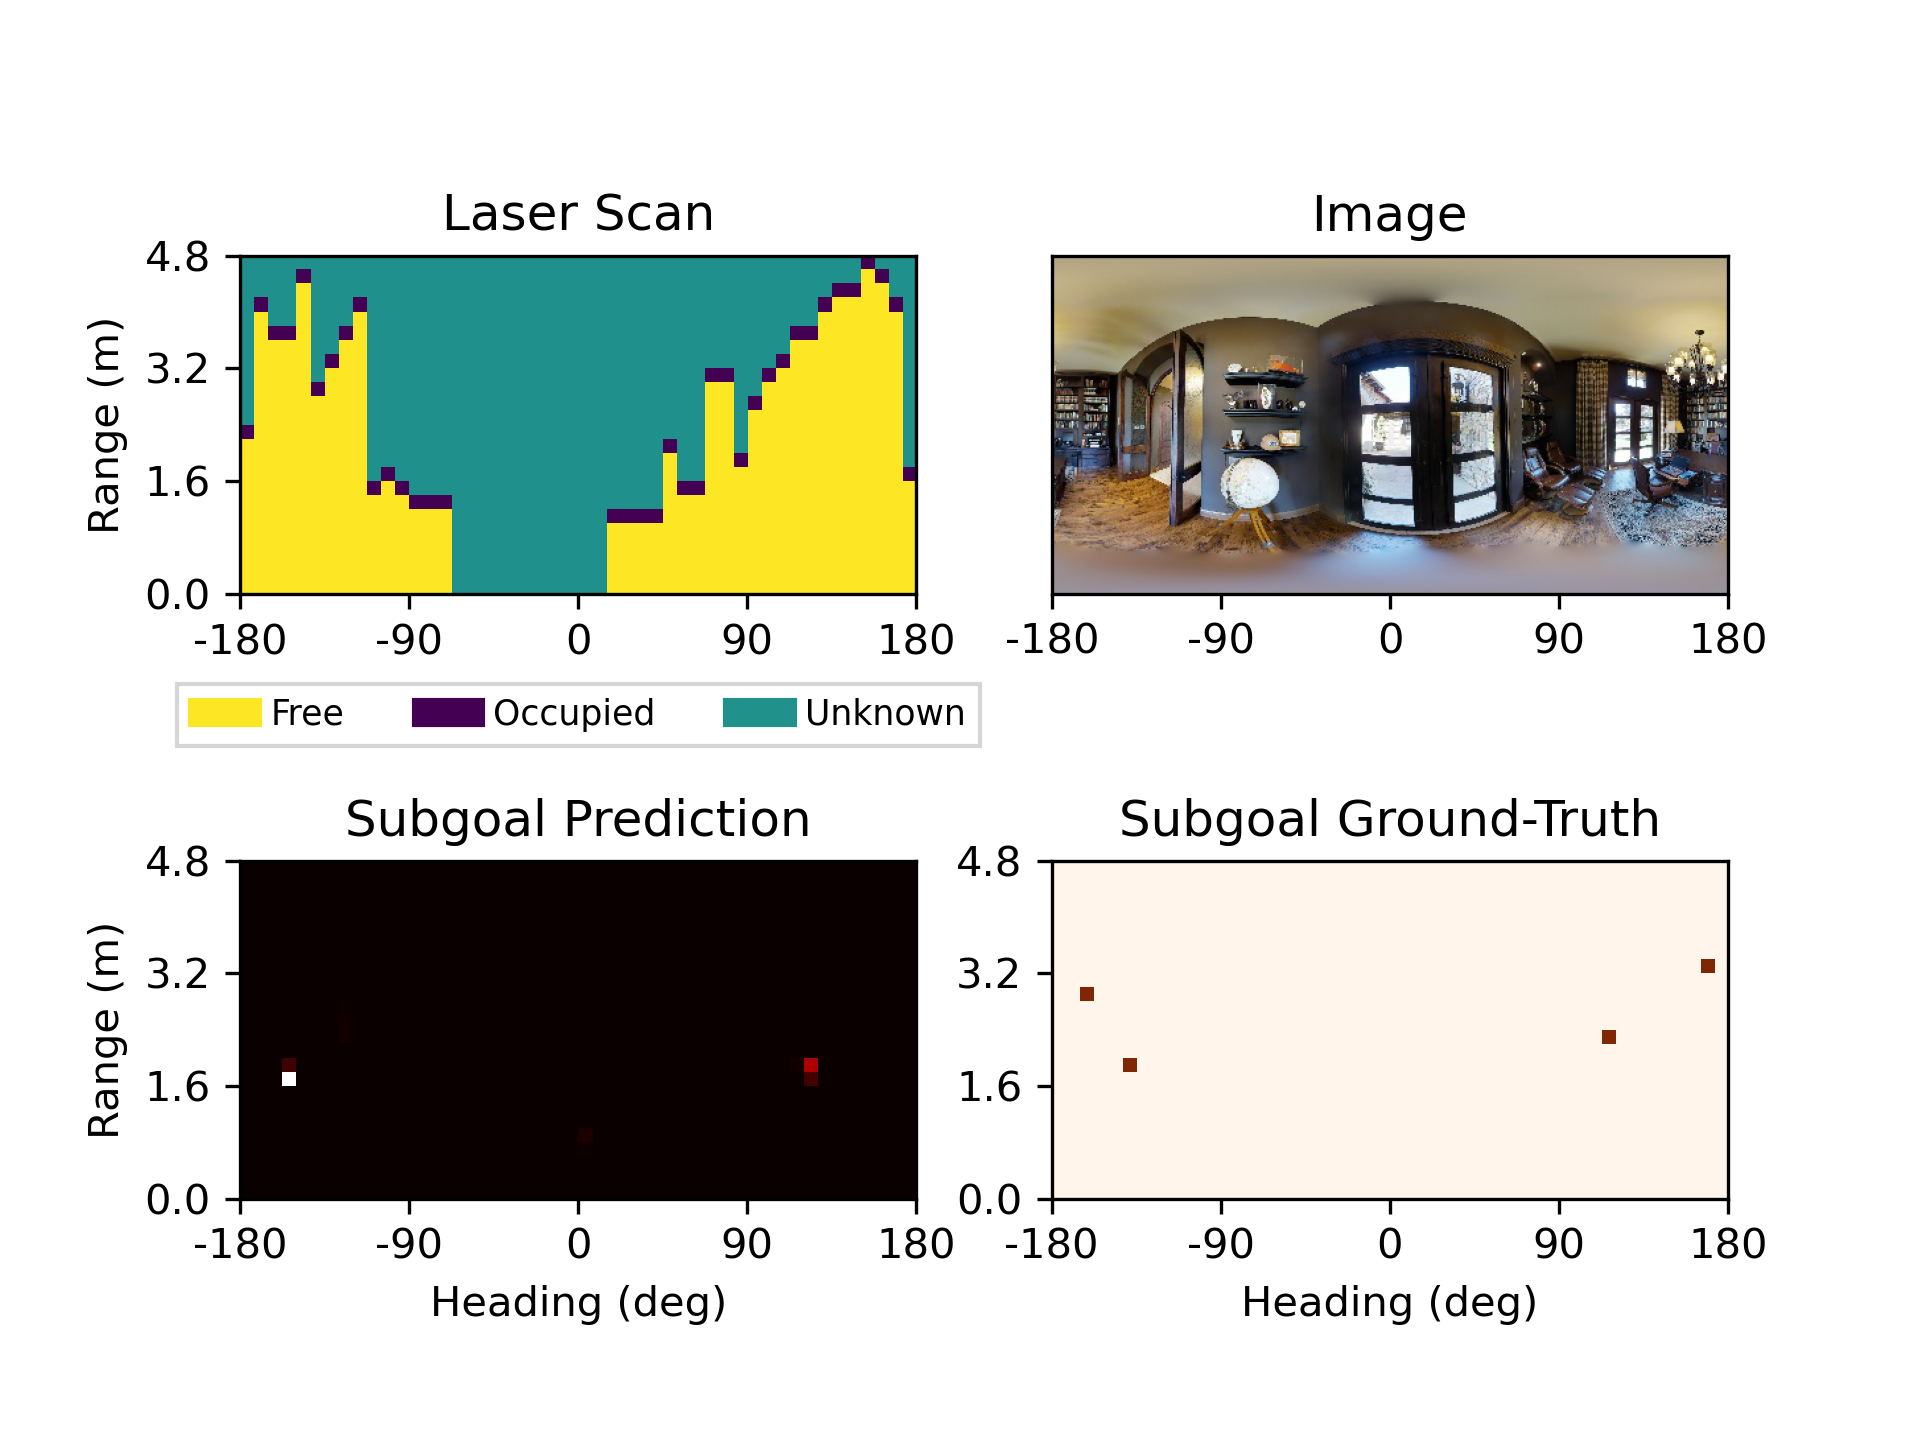 Laser Scan
Image
4.8
3.2
1.6
0.0
Range (m)
-180 -90 0 90 180
-180 -90 0 90 180
Free Occupied Unknown
Subgoal Prediction
Subgoal Ground-Truth
4.8
3.2
1.6
0.0
Range (m)
-180 -90 0 90 180
Heading (deg)
4.8
3.2
1.6
0.0
-180 -90 0 90 180
Heading (deg)